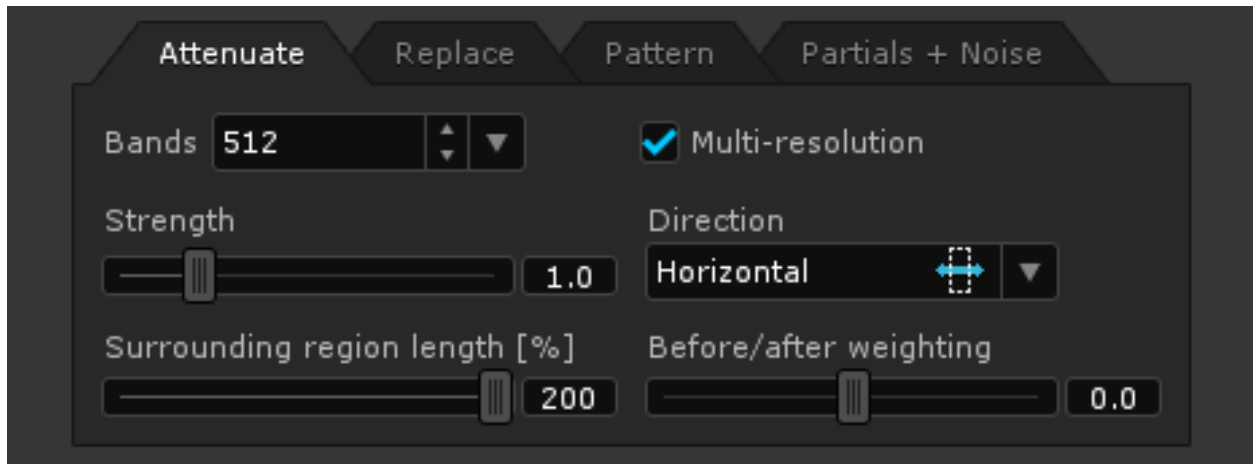 Attenuate Replace Pattern Partials + Noise
Bands 512 Multi-resolution
Strength Direction
1.0 Horizontal
Surrounding region length [%] Before/after weighting
200 0.0